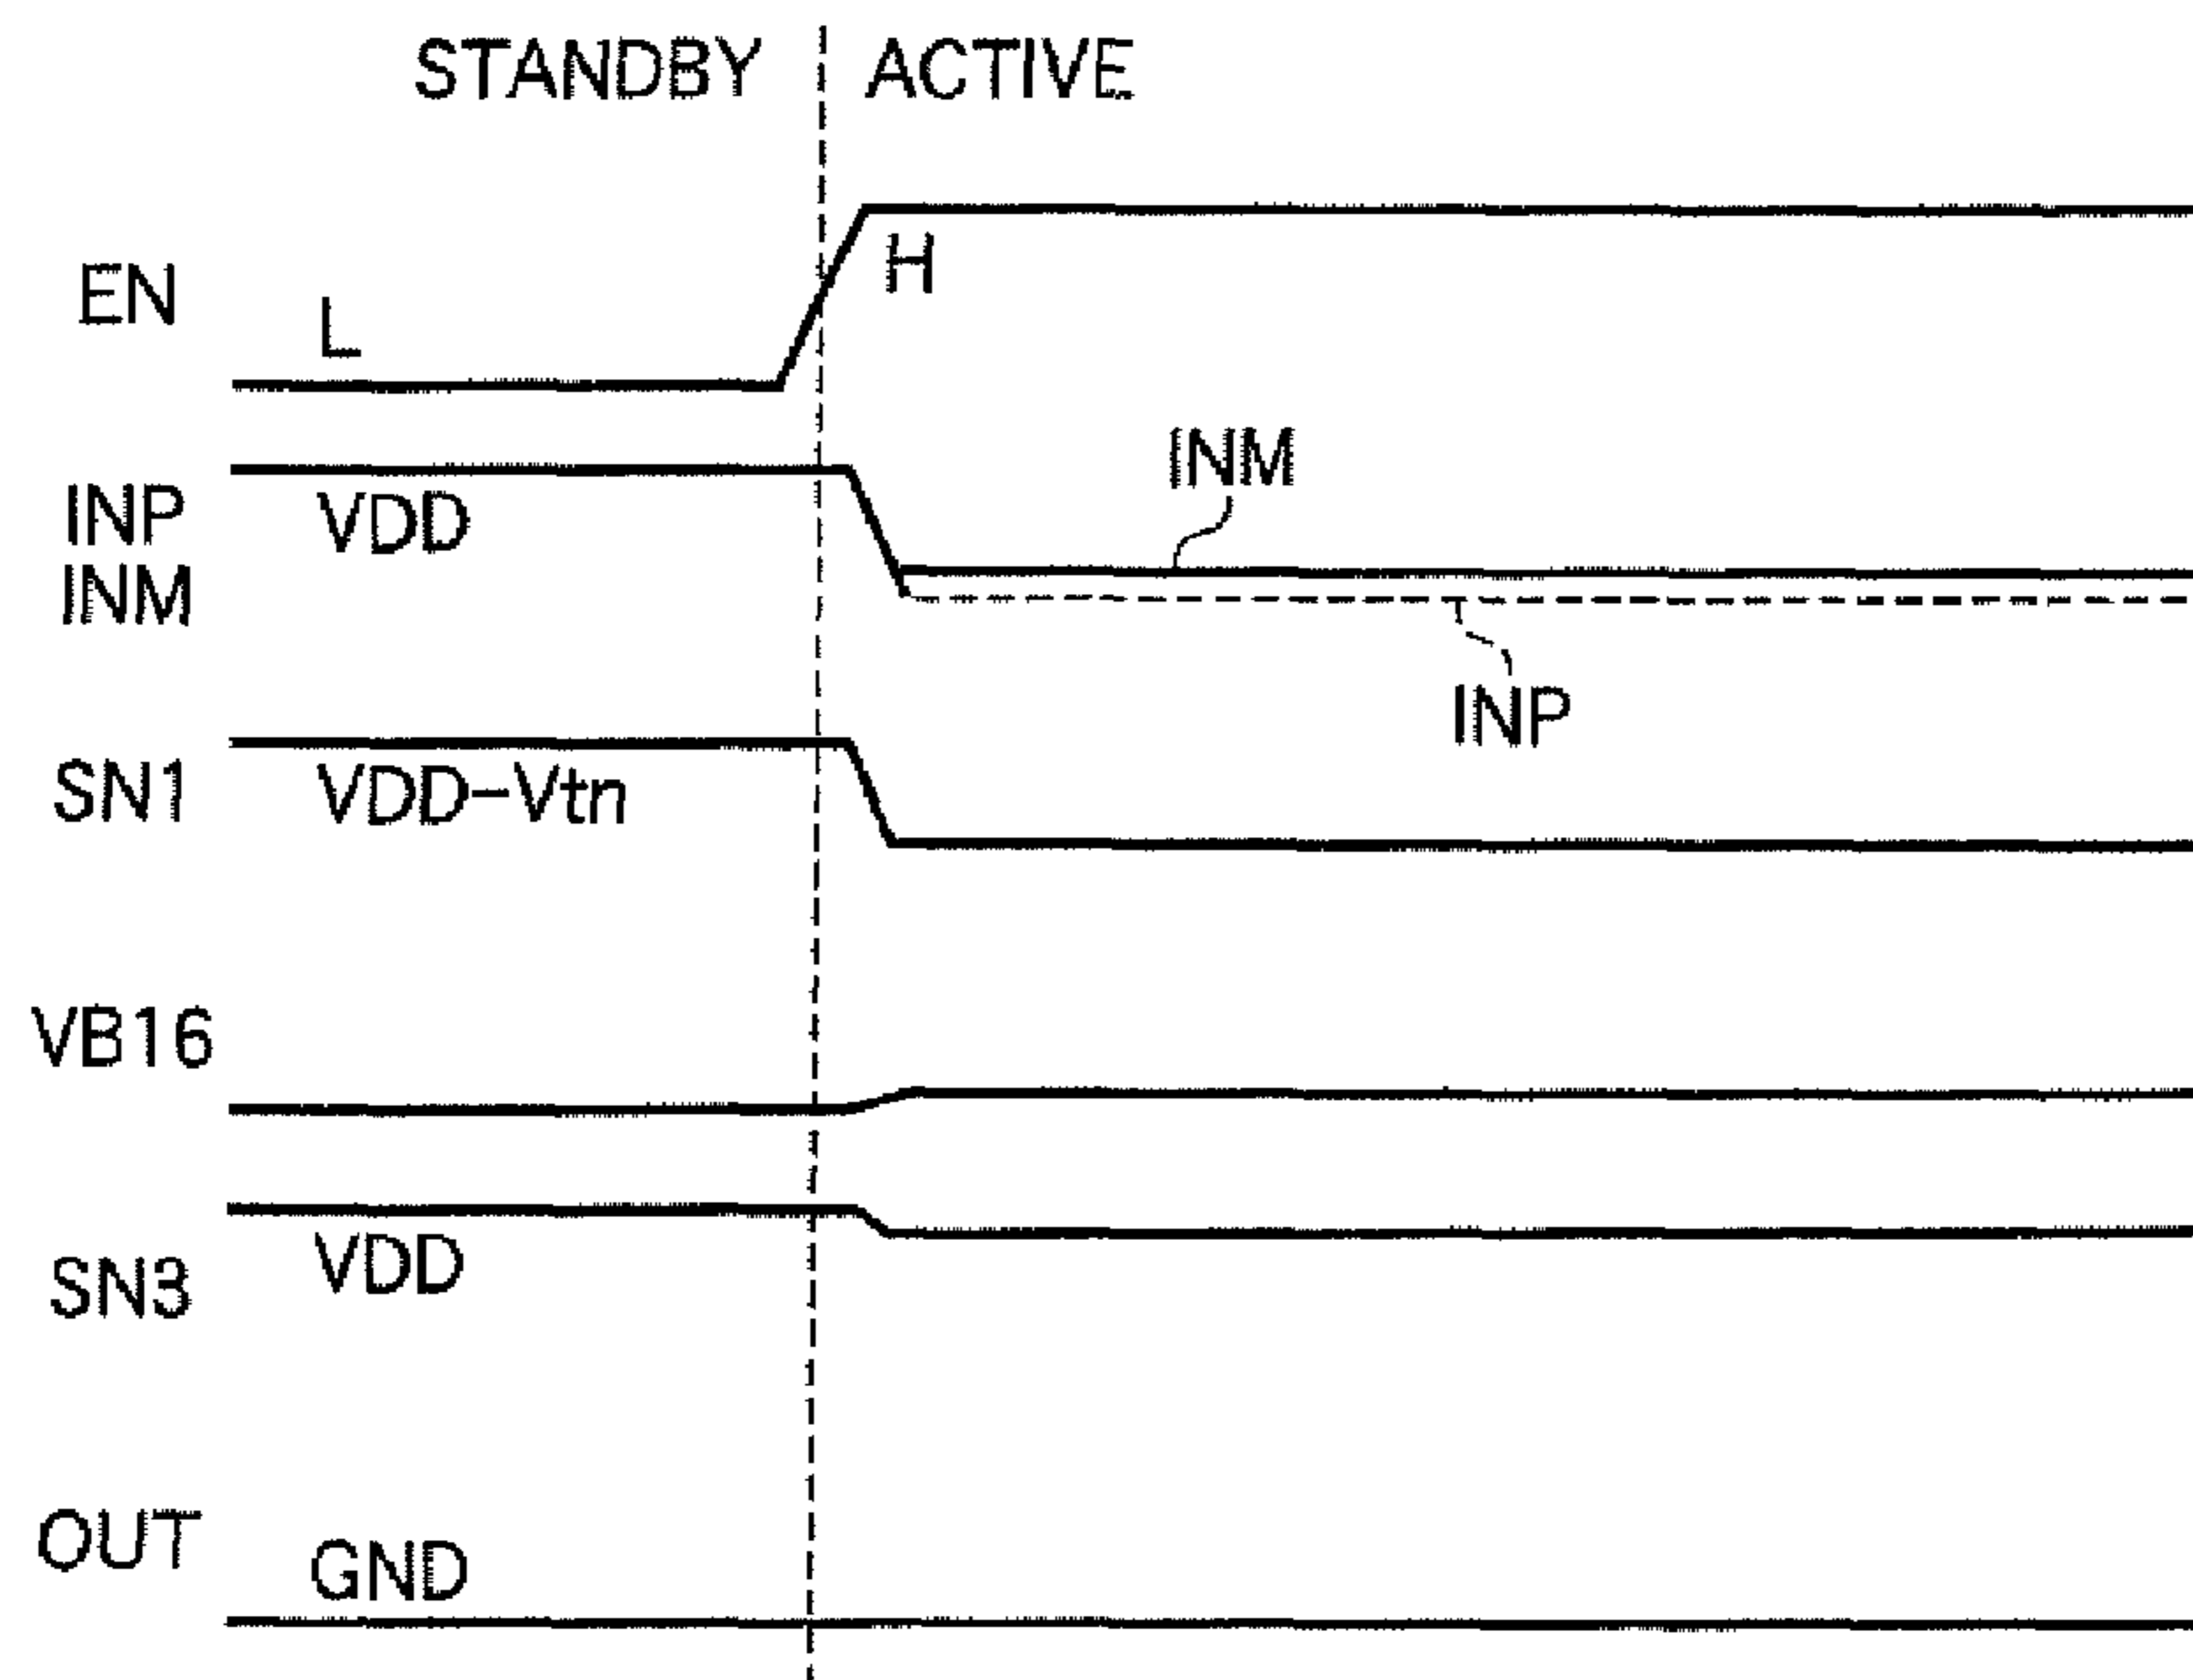 STANDBY ACTIVE
EN
L
H
INP
INM
VDD
INM
INP
SN1
VDD-Vtn
VB16
SN3
VDD
OUT
GND